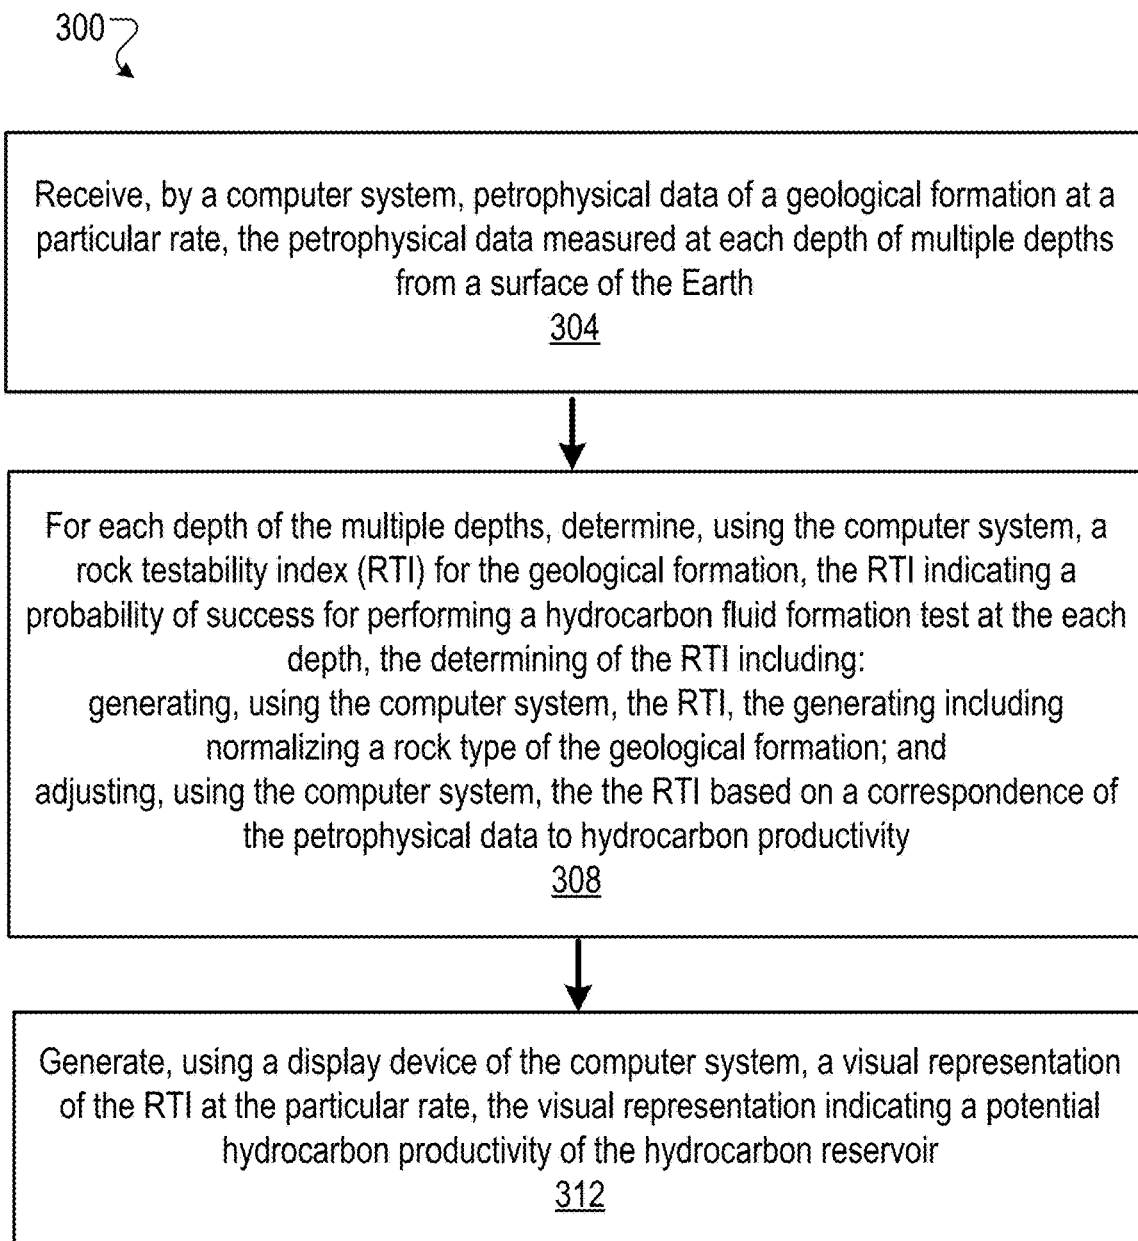 300
Receive, by a computer system, petrophysical data of a geological formation at a
particular rate, the petrophysical data measured at each depth of multiple depths
from a surface of the Earth
304
For each depth of the multiple depths, determine, using the computer system, a
rock testability index (RTI) for the geological formation, the RTI indicating a
probability of success for performing a hydrocarbon fluid formation test at the each
depth, the determining of the RTI including:
generating, using the computer system, the RTI, the generating including
normalizing a rock type of the geological formation; and
adjusting, using the computer system, the the RTI based on a correspondence of
the petrophysical data to hydrocarbon productivity
308
Generate, using a display device of the computer system, a visual representation
of the RTI at the particular rate, the visual representation indicating a potential
hydrocarbon productivity of the hydrocarbon reservoir
312